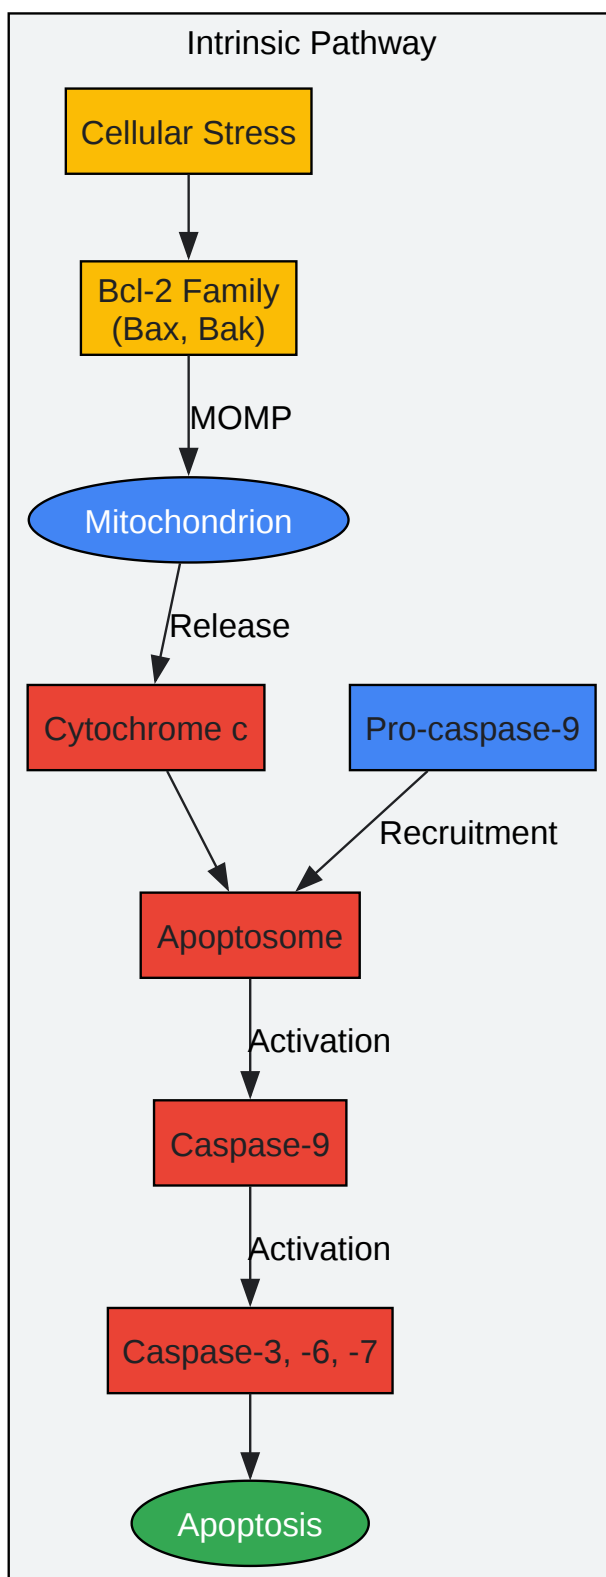 Intrinsic Pathway
Cellular Stress
Bcl-2 Family
(Bax, Bak)
MOMP
Mitochondrion
Release
Cytochrome c
Pro-caspase-9
Recruitment
Apoptosome
Activation
Caspase-9
Activation
Caspase-3, -6, -7
Apoptosis